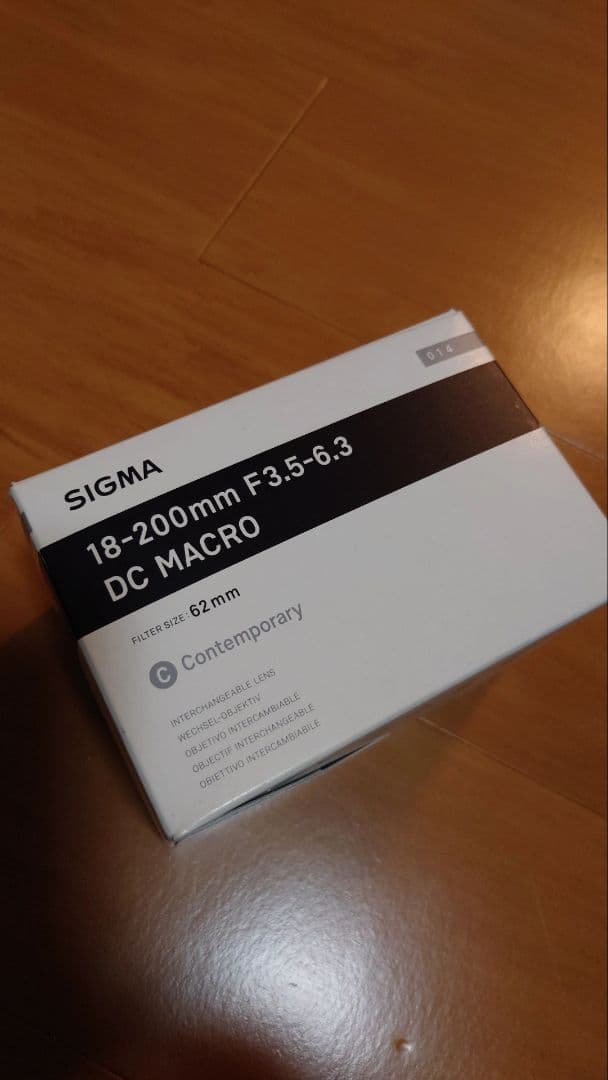 014
SIGMA
18-200mm F3.5-6.3
DC MACRO
FILTER SIZE: 62mm
C Contemporary
INTERCHANGEABLE LENS
WECHSEL-OBJEKTIV
OBJETIVO INTERCAMBIABLE
OBJECTIF INTERCHANGEABLE
OBIETTIVO INTERCAMBIABILE